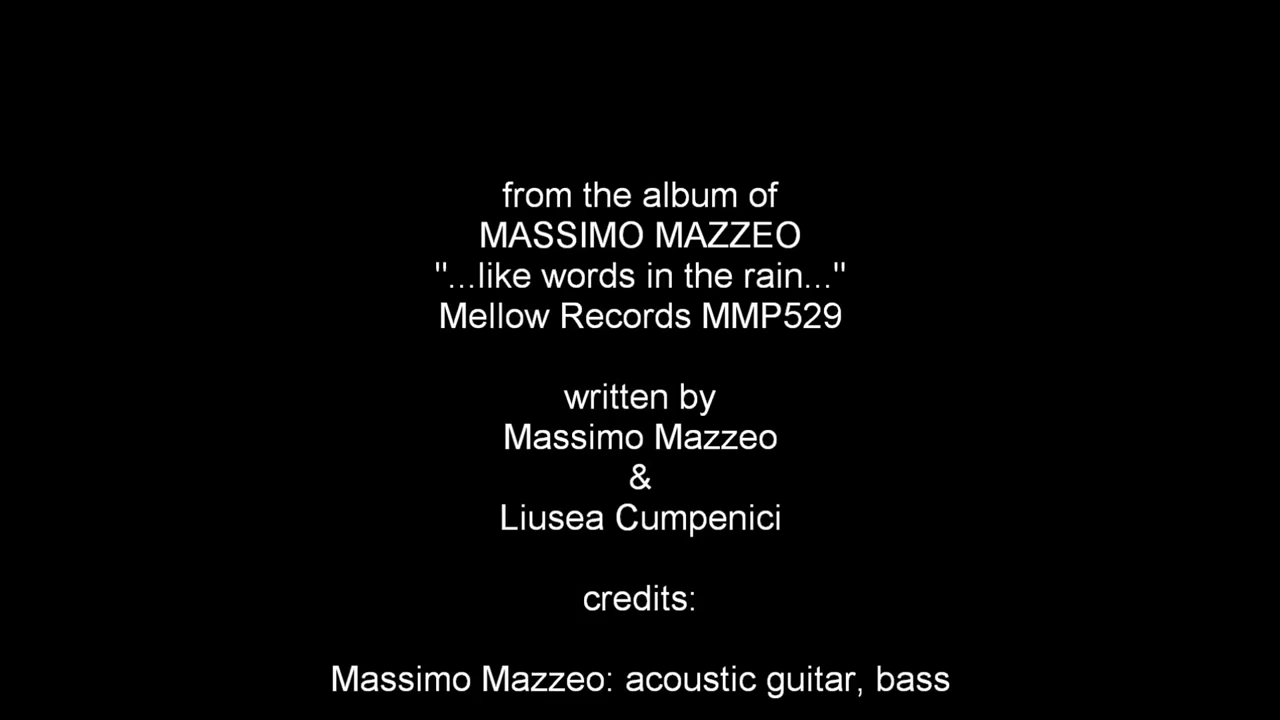 from the album of
MASSIMO MAZZEO
"...like words in the rain..."
Mellow Records MMP529
written by
Massimo Mazzeo
&
Liusea Cumpenici
credits:
Massimo Mazzeo: acoustic guitar, bass